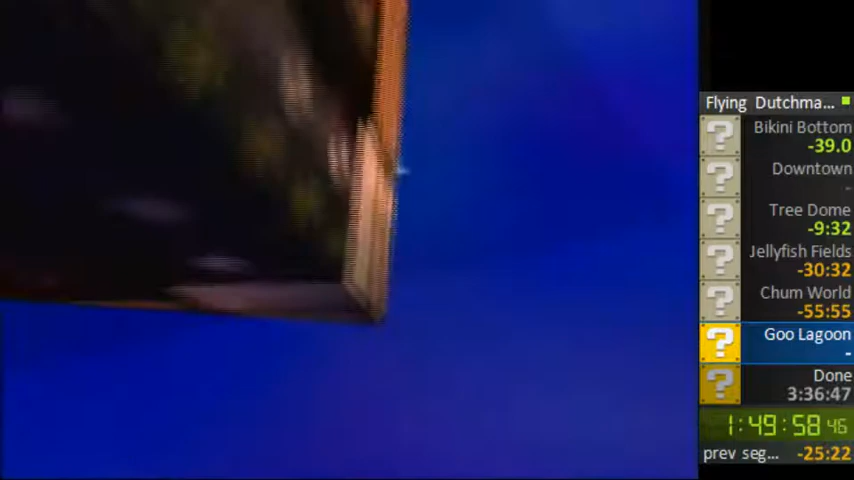 Flying Dutchma...
Bikini Bottom
-39.0
Downtown
-
Tree Dome
-9:32
Jellyfish Fields
-30:32
Chum World
-55:55
Goo Lagoon
-
Done
3:36:47
1:49:58 46
prev seg... -25:22